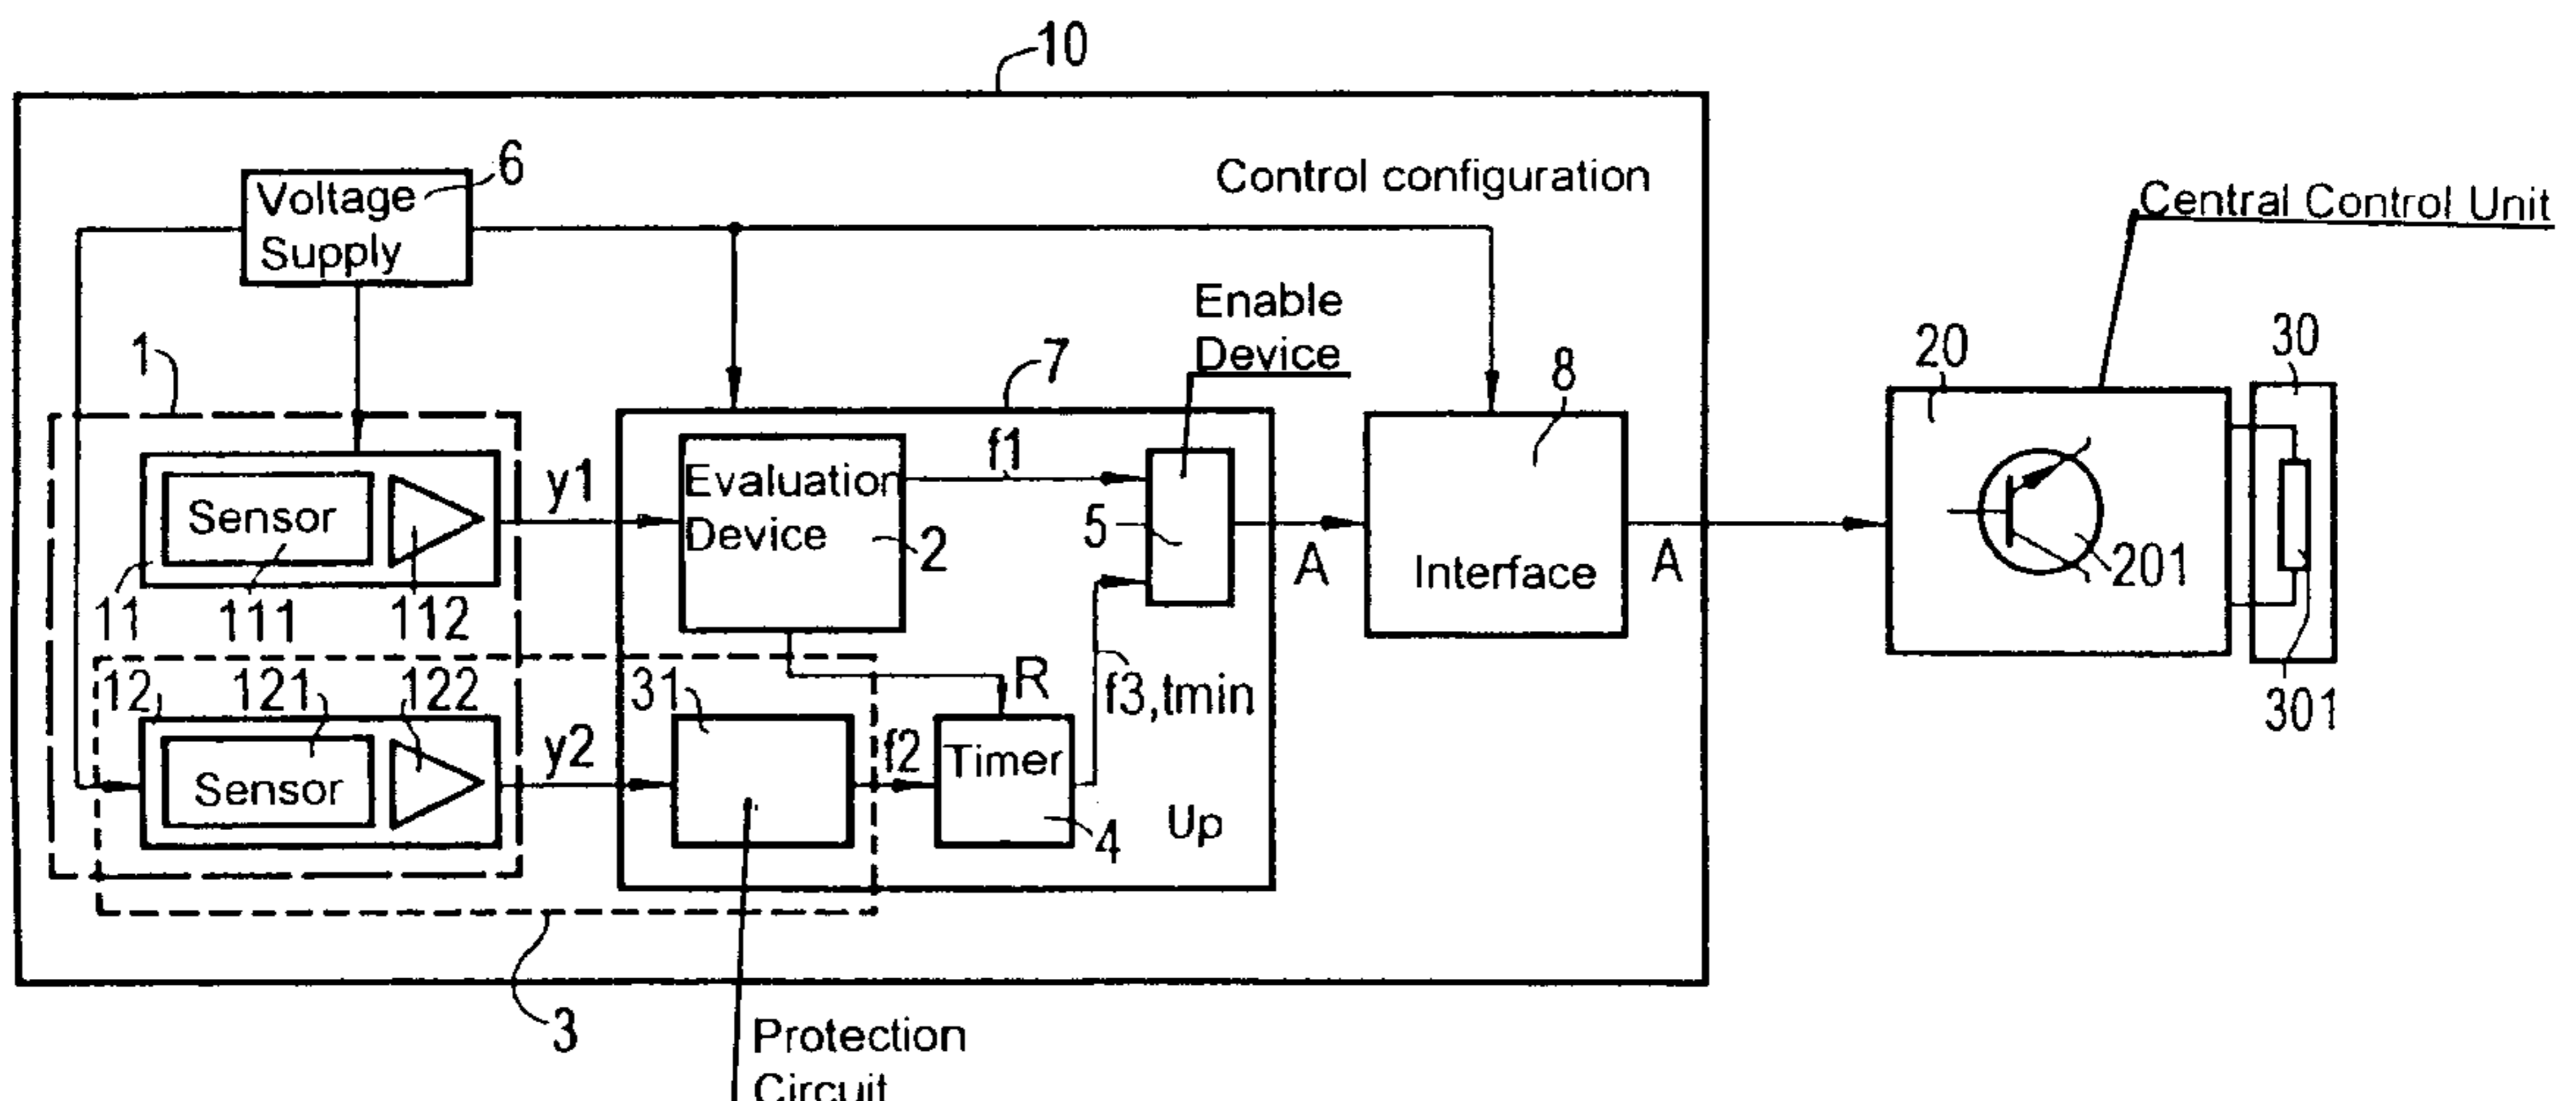 10
Voltage
Supply
6
Control configuration
Central Control Unit
Enable
Device
1
7
8
20
30
Sensor
11
111
112
y1
Evaluation
Device
2
f1
5
A
Interface
A
201
301
12
121
122
Sensor
y2
31
R
f2
Timer
4
f3,tmin
Up
3
Protection
Circuit